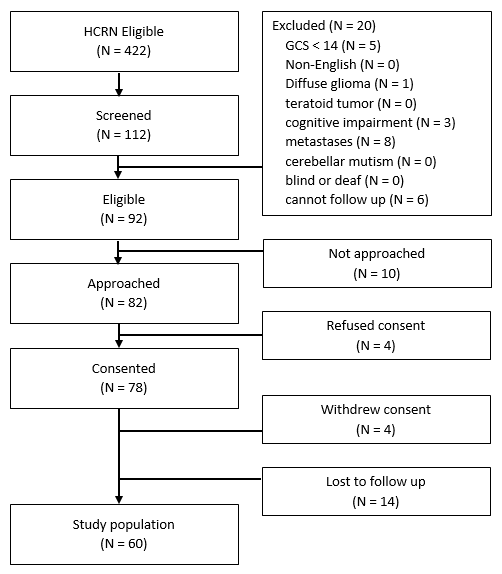 HCRN Eligible
(N = 422)
Screened
(N = 112)
Excluded (N = 20)
GCS < 14 (N = 5)
Non-English (N = 0)
Diffuse glioma (N = 1)
teratoid tumor (N = 0)
cognitive impairment (N = 3)
metastases (N = 8)
cerebellar mutism (N = 0)
blind or deaf (N = 0)
cannot follow up (N = 6)
Eligible
(N = 92)
Not approached
(N = 10)
Approached
(N = 82)
Refused consent
(N = 4)
Consented
(N = 78)
Withdrew consent
(N = 4)
Lost to follow up
(N = 14)
Study population
(N = 60)